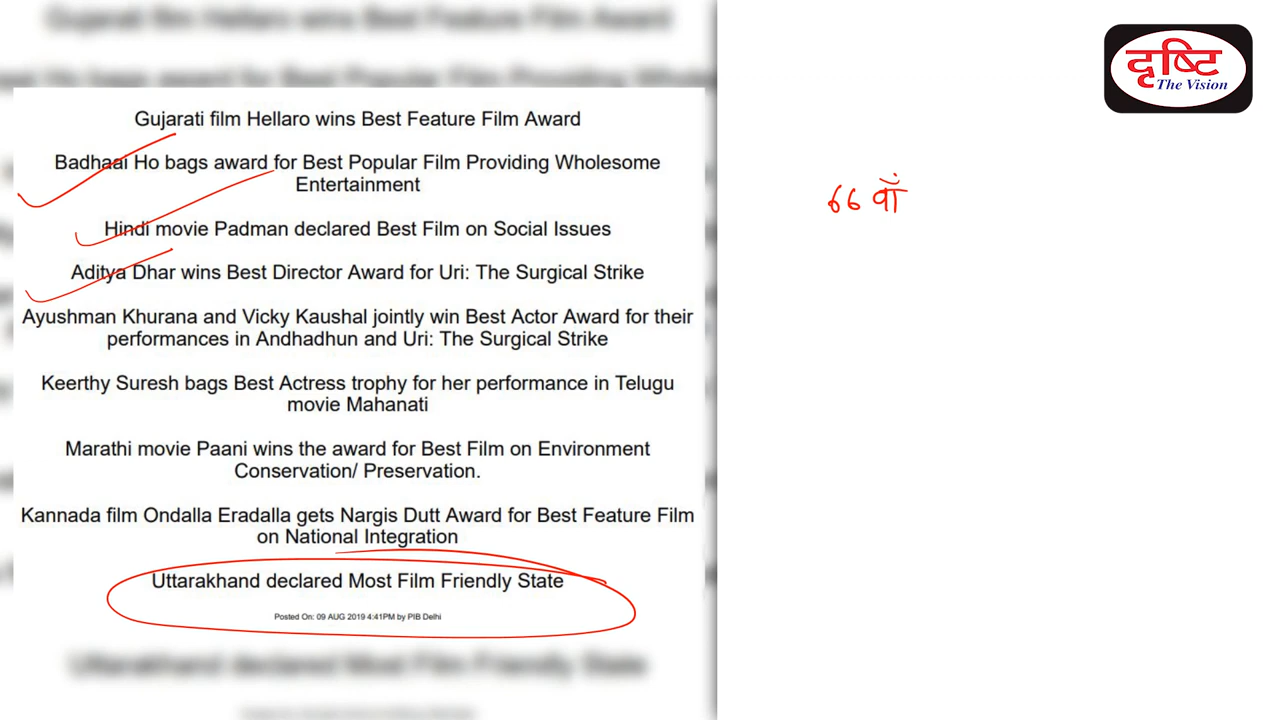 Gujarati film Hellaro wins Best Feature Film Award
Badhaai Ho bags award for Best Popular Film Providing Wholesome
Entertainment
Hindi movie Padman declared Best Film on Social Issues
Aditya Dhar wins Best Director Award for Uri: The Surgical Strike
Ayushman Khurana and Vicky Kaushal jointly win Best Actor Award for their
performances in Andhadhun and Uri: The Surgical Strike
Keerthy Suresh bags Best Actress trophy for her performance in Telugu
movie Mahanati
Marathi movie Paani wins the award for Best Film on Environment
Conservation/ Preservation.
Kannada film Ondalla Eradalla gets Nargis Dutt Award for Best Feature Film
on National Integration
Uttarakhand declared Most Film Friendly State
Posted On: 09 AUG 2019 4:41PM by PIB Delhi
दृष्टि
The Vision
66 वाँ